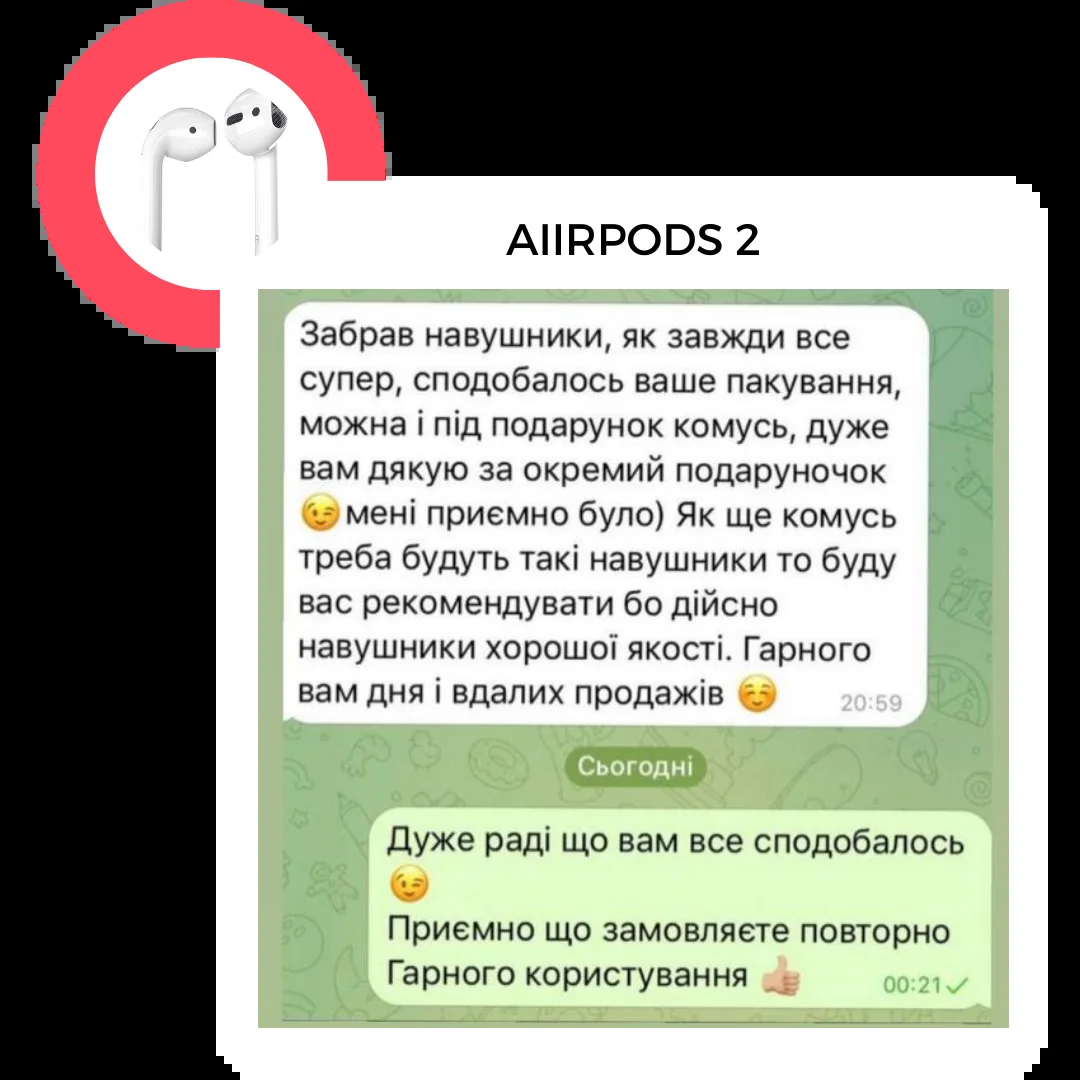 AIIRPODS 2
Забрав навушники, як завжди все
супер, сподобалось ваше пакування,
можна і під подарунок комусь, дуже
вам дякую за окремий подаруночок
😉мені приємно було) Як ще комусь
треба будуть такі навушники то буду
вас рекомендувати бо дійсно
навушники хорошої якості. Гарного
вам дня і вдалих продажів ☺️ 20:59
Сьогодні
Дуже раді що вам все сподобалось
😉
Приємно що замовляєте повторно
Гарного користування 👍🏼 00:21